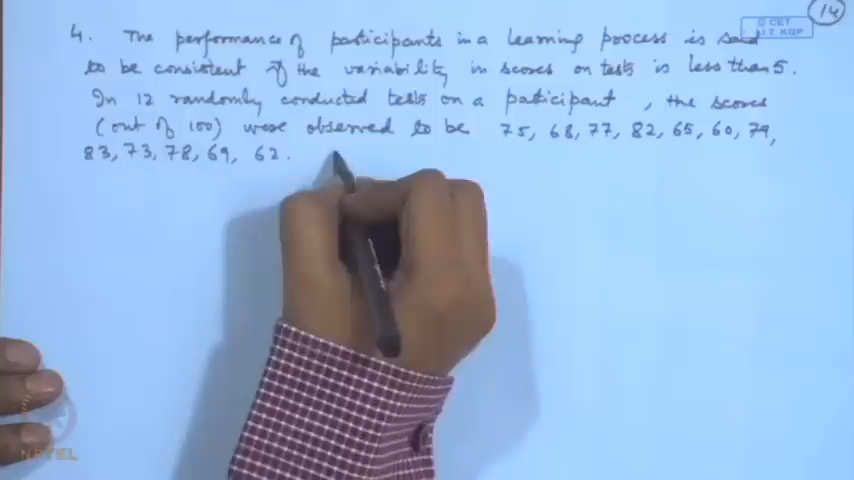 14
© CET
I.I.T. KGP
4. The performance of participants in a learning process is said
to be consistent if the variability in scores on tests is less than 5.
In 12 randomly conducted tests on a participant, the scores
(out of 100) were observed to be 75, 68, 77, 82, 65, 60, 79,
83, 73, 78, 69, 62.
NPTEL